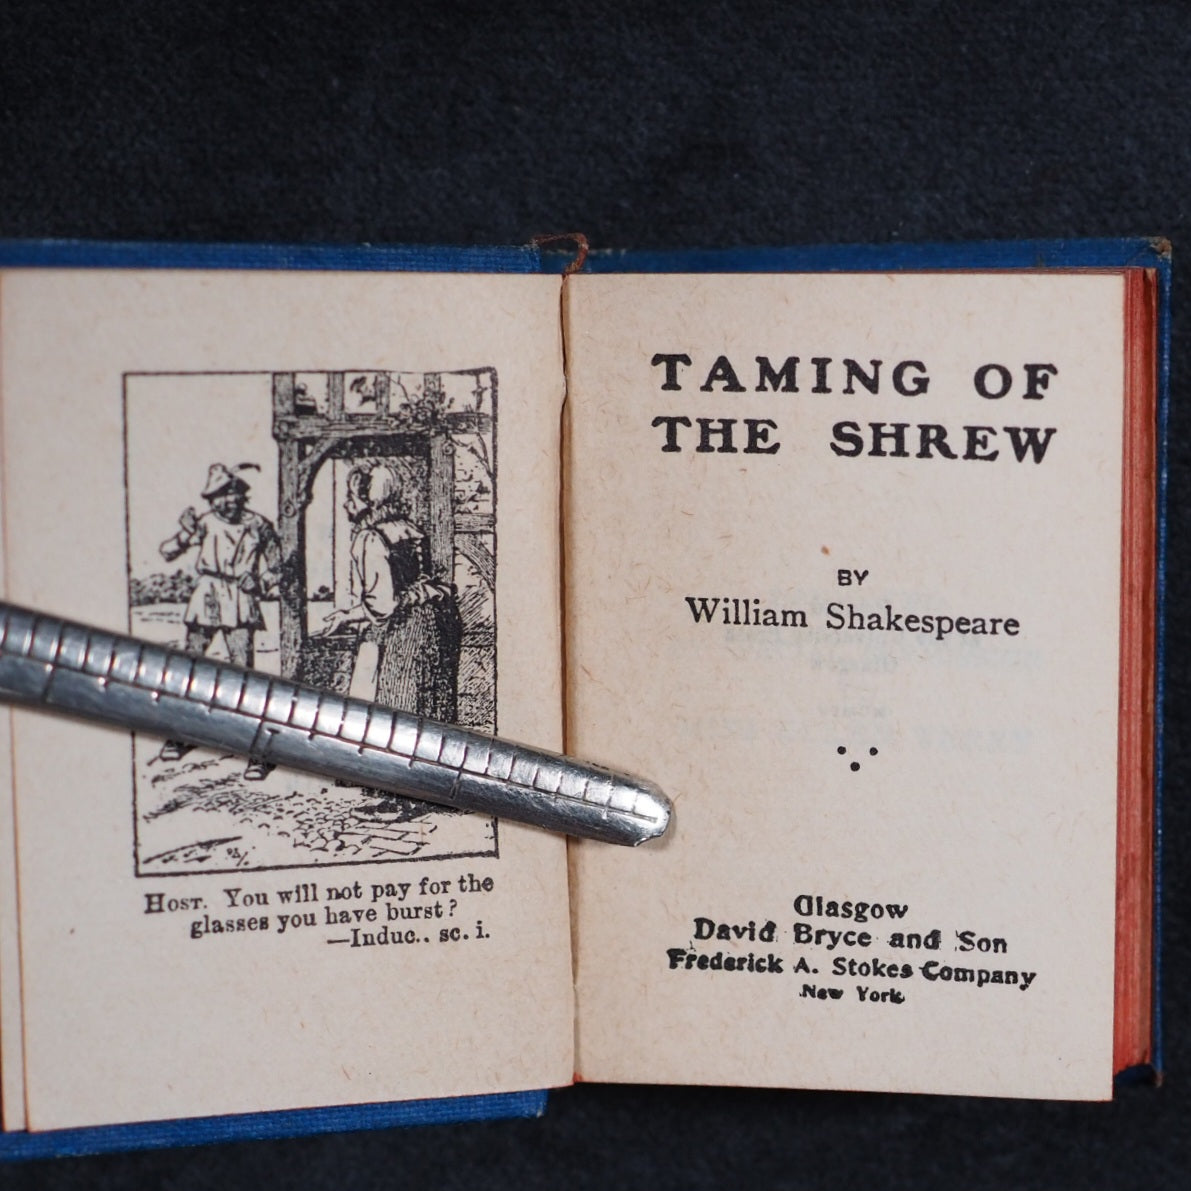 Host. You will not pay for the
glasses you have burst?
—Induc.. sc. i.
TAMING OF
THE SHREW
BY
William Shakespeare
Glasgow
David Bryce and Son
Frederick A. Stokes Company
New York